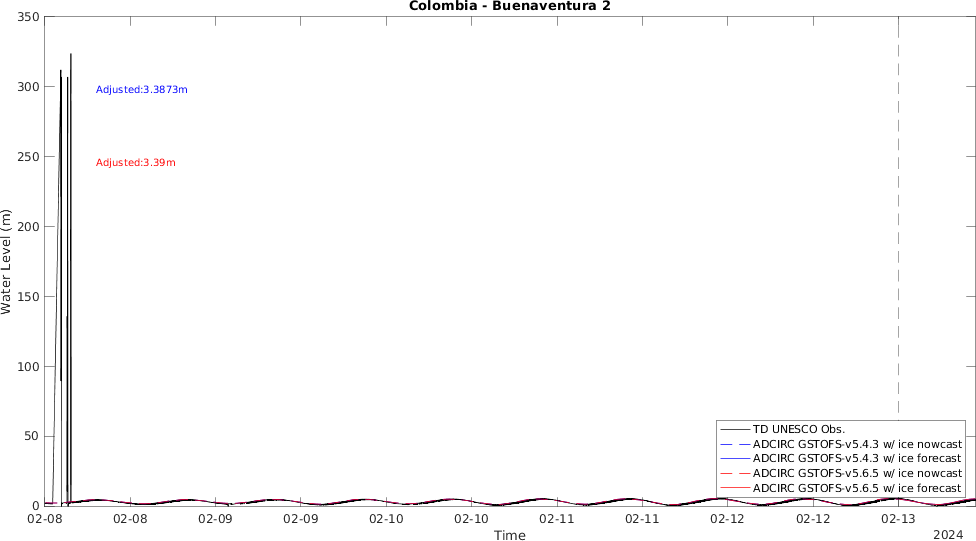 Colombia - Buenaventura 2
350
300
250
200
150
100
50
0
Water Level (m)
Adjusted:3.3873m
Adjusted:3.39m
TD UNESCO Obs.
ADCIRC GSTOFS-v5.4.3 w/ ice nowcast
ADCIRC GSTOFS-v5.4.3 w/ ice forecast
ADCIRC GSTOFS-v5.6.5 w/ ice nowcast
ADCIRC GSTOFS-v5.6.5 w/ ice forecast
02-08 02-08 02-09 02-09 02-10 02-10 02-11 02-11 02-12 02-12 02-13
Time
2024